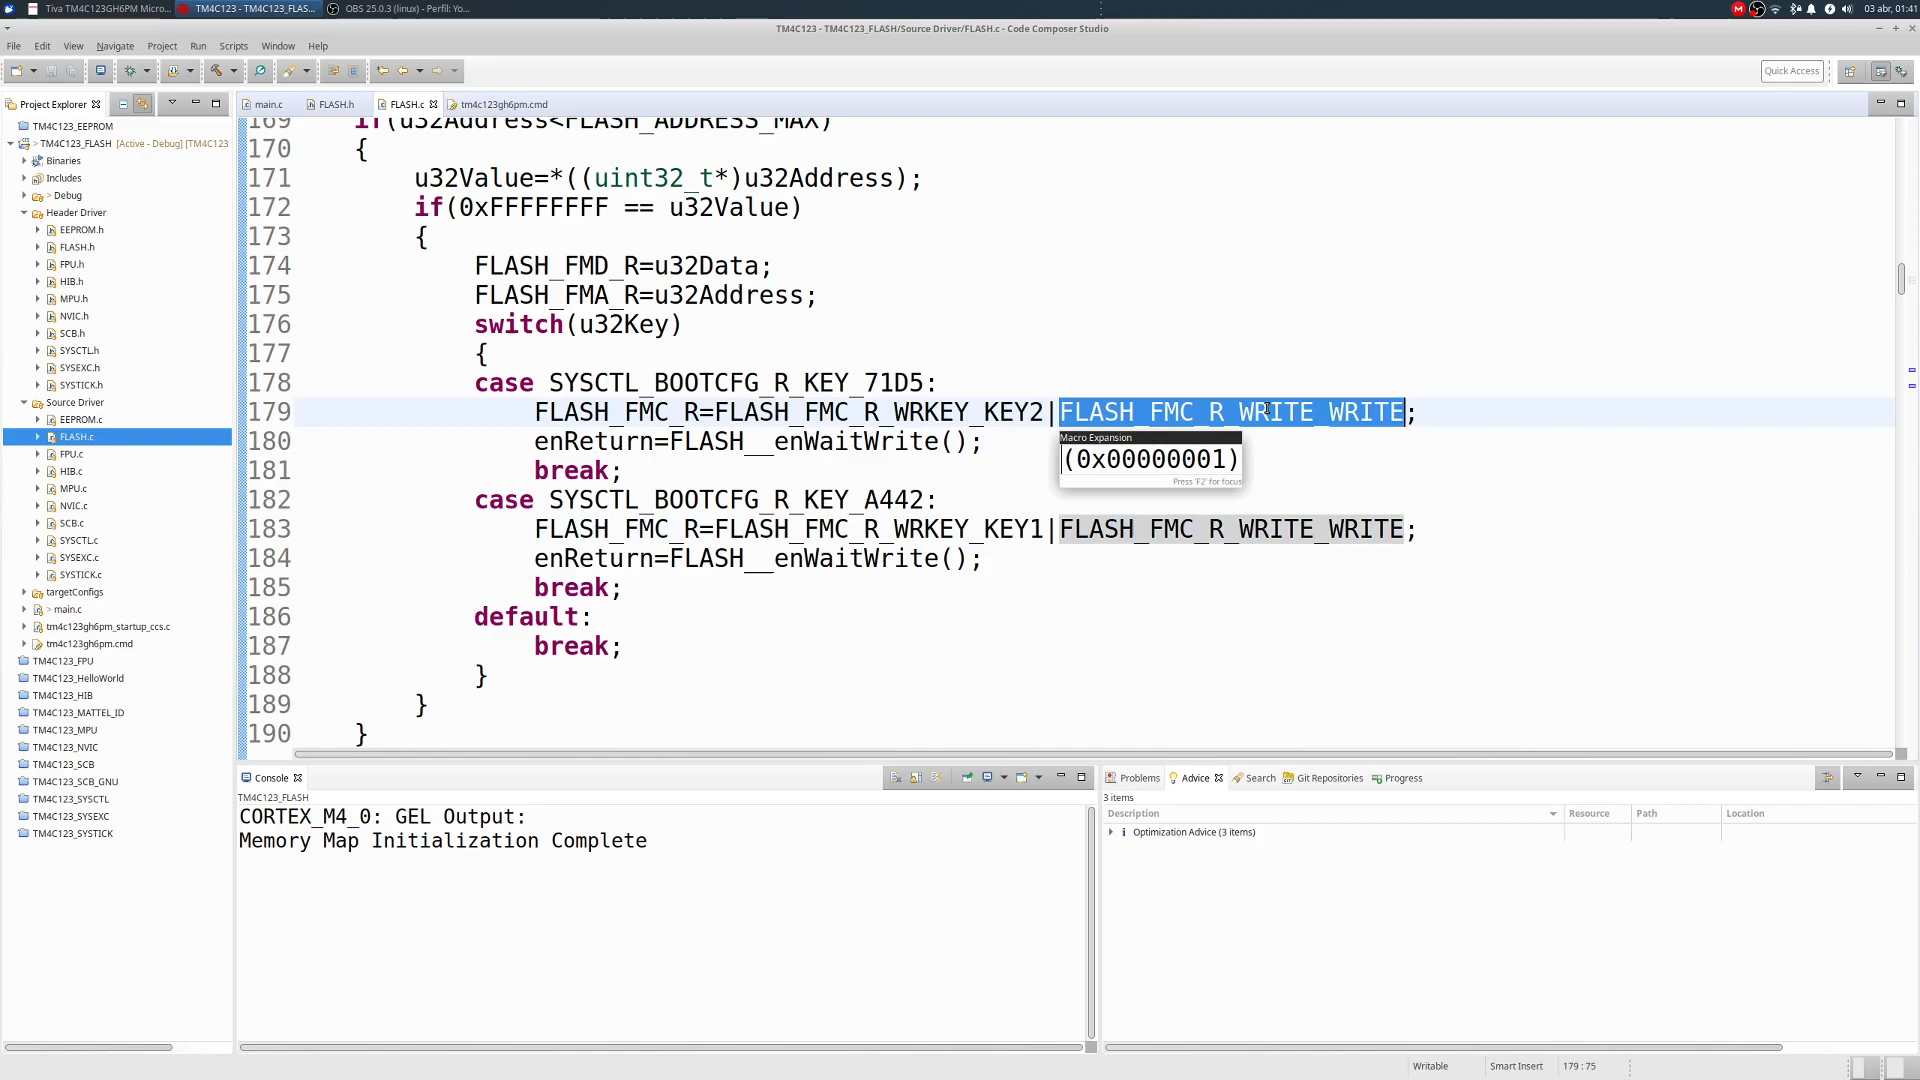 Tiva TM4C123GH6PM Micro...
TM4C123 - TM4C123_FLAS...
OBS 25.0.3 (linux) - Perfil: Yo...
03 abr, 01:41
TM4C123 - TM4C123_FLASH/Source Driver/FLASH.c - Code Composer Studio
File Edit View Navigate Project Run Scripts Window Help
Quick Access
Project Explorer
main.c
FLASH.h
FLASH.c
tm4c123gh6pm.cmd
TM4C123_EEPROM
> TM4C123_FLASH [Active - Debug] [TM4C123
Binaries
Includes
> Debug
Header Driver
EEPROM.h
FLASH.h
FPU.h
HIB.h
MPU.h
NVIC.h
SCB.h
SYSCTL.h
SYSEXC.h
SYSTICK.h
Source Driver
EEPROM.c
FLASH.c
FPU.c
HIB.c
MPU.c
NVIC.c
SCB.c
SYSCTL.c
SYSEXC.c
SYSTICK.c
targetConfigs
> main.c
tm4c123gh6pm_startup_ccs.c
tm4c123gh6pm.cmd
TM4C123_FPU
TM4C123_HelloWorld
TM4C123_HIB
TM4C123_MATTEL_ID
TM4C123_MPU
TM4C123_NVIC
TM4C123_SCB
TM4C123_SCB_GNU
TM4C123_SYSCTL
TM4C123_SYSEXC
TM4C123_SYSTICK
169 if(u32Address<FLASH_ADDRESS_MAX)
170 {
171 u32Value=*((uint32_t*)u32Address);
172 if(0xFFFFFFFF == u32Value)
173 {
174 FLASH_FMD_R=u32Data;
175 FLASH_FMA_R=u32Address;
176 switch(u32Key)
177 {
178 case SYSCTL_BOOTCFG_R_KEY_71D5:
179 FLASH_FMC_R=FLASH_FMC_R_WRKEY_KEY2|FLASH_FMC_R_WRITE_WRITE;
180 enReturn=FLASH__enWaitWrite();
181 break;
182 case SYSCTL_BOOTCFG_R_KEY_A442:
183 FLASH_FMC_R=FLASH_FMC_R_WRKEY_KEY1|FLASH_FMC_R_WRITE_WRITE;
184 enReturn=FLASH__enWaitWrite();
185 break;
186 default:
187 break;
188 }
189 }
190 }
Macro Expansion
(0x00000001)
Press 'F2' for focus
Console
TM4C123_FLASH
CORTEX_M4_0: GEL Output:
Memory Map Initialization Complete
Problems Advice Search Git Repositories Progress
3 items
Description Resource Path Location
Optimization Advice (3 items)
Writable Smart Insert 179 : 75